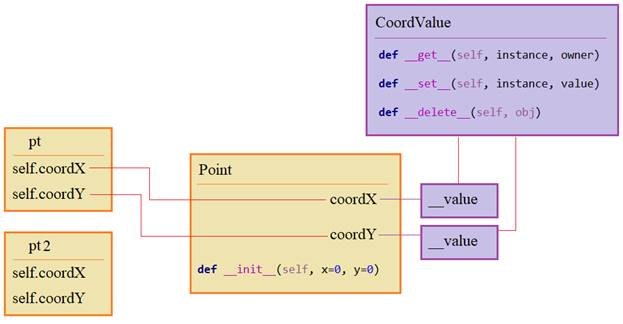 CoordValue
def __get__(self, instance, owner)
def __set__(self, instance, value)
def __delete__(self, obj)
pt
self.coordX
self.coordY
Point
coordX
coordY
def __init__(self, x=0, y=0)
__value
__value
pt2
self.coordX
self.coordY